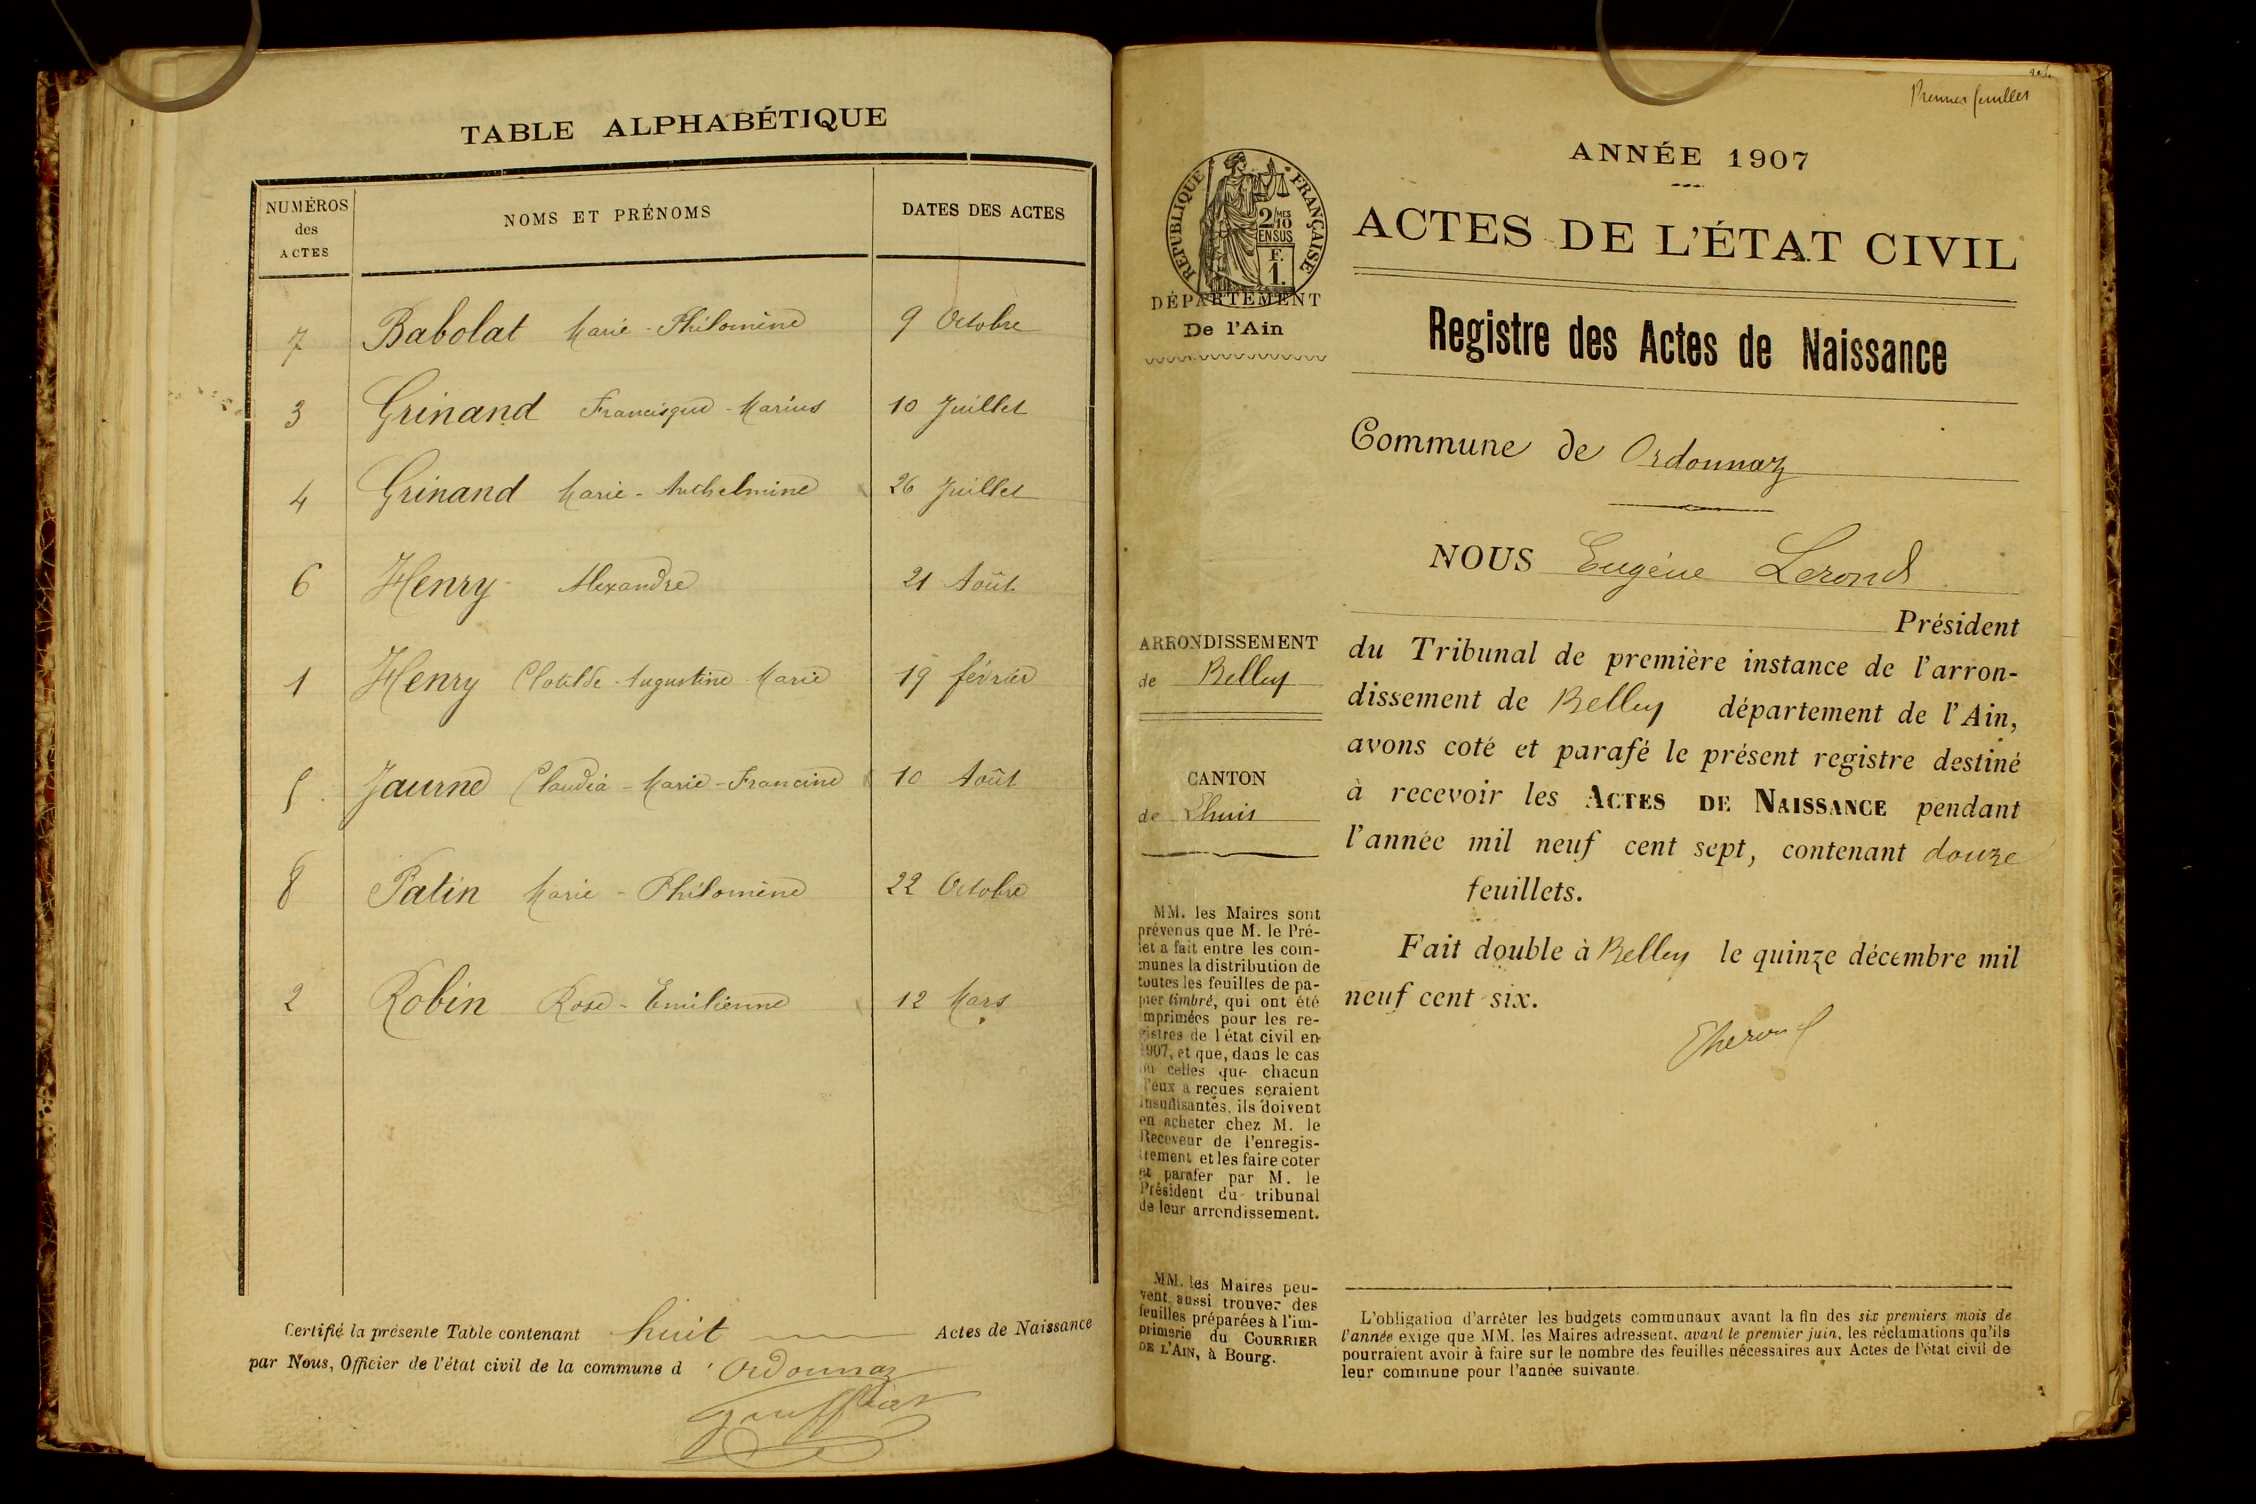 TABLE ALPHABÉTIQUE
NUMÉROS des ACTES NOMS ET PRÉNOMS DATES DES ACTES
7 Babolat Marie-Philomène 9 Octobre
3 Grinand Francisque-Marius 10 Juillet
4 Grinand Marie-Anthelmine 26 Juillet
6 Henry Alexandre 21 Août
1 Henry Clotilde-Augustine-Marie 19 février
5 Jaurne Claudia-Marie-Francine 10 Août
8 Patin Marie-Philomène 22 Octobre
2 Robin Rose-Emilienne 12 Mars
Certifié la présente Table contenant huit Actes de Naissance
par Nous, Officier de l'état civil de la commune d'Ordonnaz
ANNÉE 1907
RÉPUBLIQUE FRANÇAISE
2/10 MES
EN SUS
F.
1.
DÉPARTEMENT
De l'Ain
ACTES DE L'ÉTAT CIVIL
Registre des Actes de Naissance
Commune de Ordonnaz
NOUS Eugène Lerond
Président
ARRONDISSEMENT
de Belley
CANTON
de Lhuis
du Tribunal de première instance de l'arron-
dissement de Belley département de l'Ain,
avons coté et parafé le présent registre destiné
à recevoir les ACTES DE NAISSANCE pendant
l'année mil neuf cent sept, contenant douze
feuillets.
Fait double à Belley le quinze décembre mil
neuf cent six.
MM. les Maires sont
prévenus que M. le Pré-
fet a fait entre les com-
munes la distribution de
toutes les feuilles de pa-
pier timbré, qui ont été
imprimées pour les re-
gistres de l'état civil en
1907, et que, dans le cas
où celles que chacun
d'eux a reçues seraient
insuffisantes, ils doivent
en acheter chez M. le
Receveur de l'enregis-
trement et les faire coter
et parafer par M. le
Président du tribunal
de leur arrondissement.
MM. les Maires peu-
vent aussi trouver des
feuilles préparées à l'im-
primerie du COURRIER
DE L'AIN, à Bourg.
L'obligation d'arrêter les budgets communaux avant la fin des six premiers mois de
l'année exige que MM. les Maires adressent, avant le premier juin, les réclamations qu'ils
pourraient avoir à faire sur le nombre des feuilles nécessaires aux Actes de l'état civil de
leur commune pour l'année suivante.